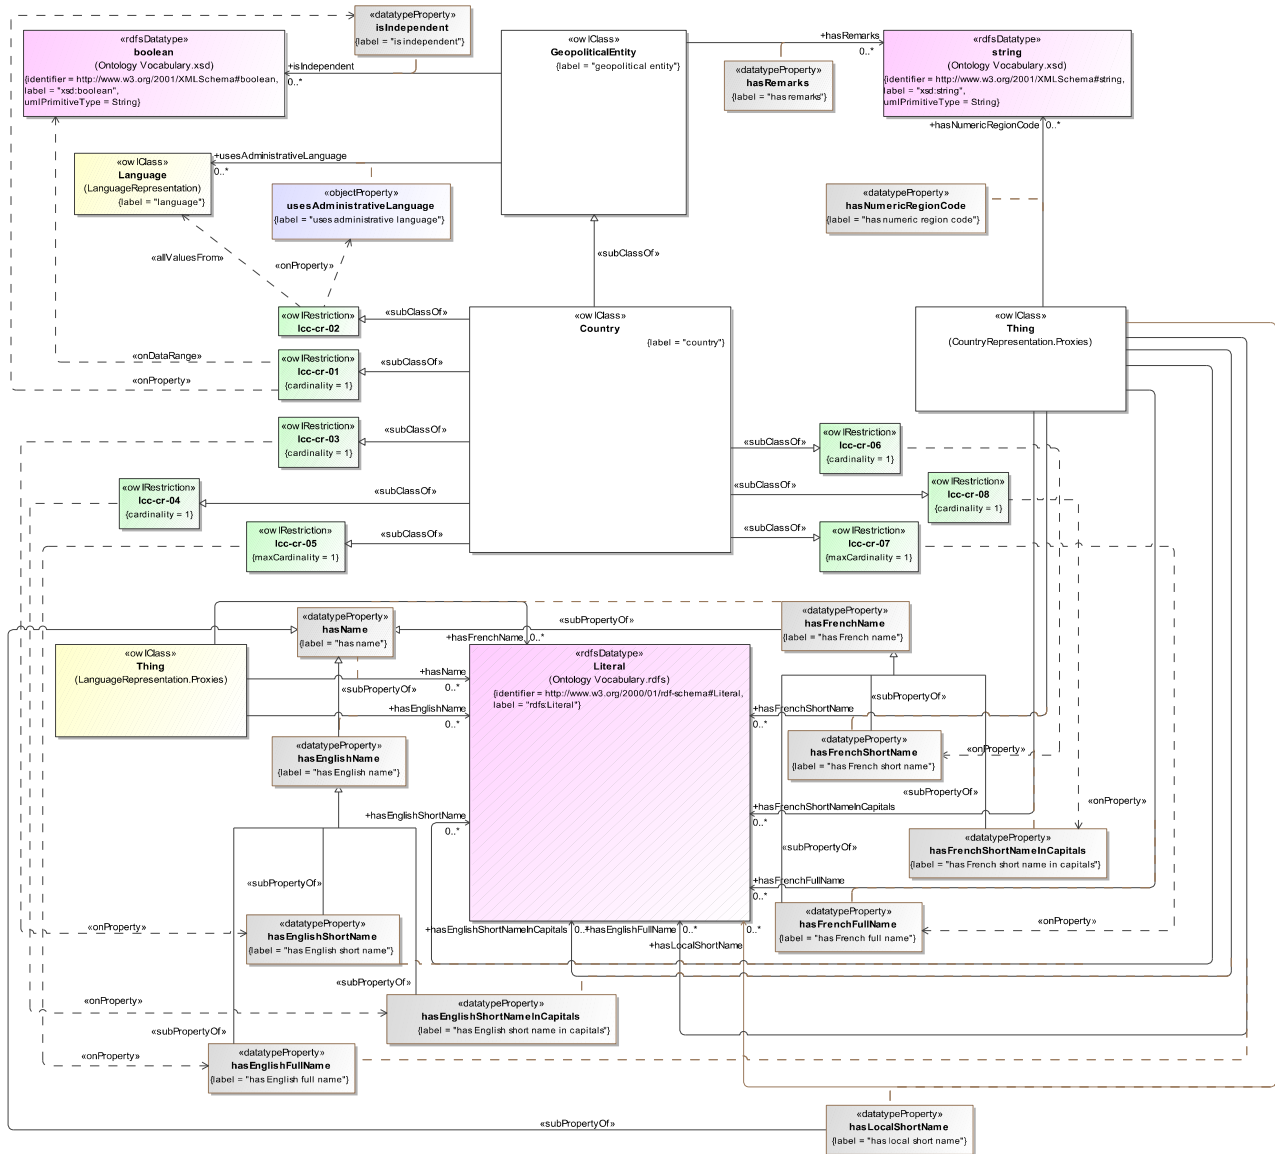 «datatypeProperty»
isIndependent
{label = "is independent"}
«rdfsDatatype»
boolean
(Ontology Vocabulary.xsd)
{identifier = http://www.w3.org/2001/XMLSchema#boolean,
label = "xsd:boolean",
umlPrimitiveType = String}
+isIndependent
0..*
«owlClass»
GeopoliticalEntity
{label = "geopolitical entity"}
+hasRemarks
0..*
«datatypeProperty»
hasRemarks
{label = "has remarks"}
«rdfsDatatype»
string
(Ontology Vocabulary.xsd)
{identifier = http://www.w3.org/2001/XMLSchema#string,
label = "xsd:string",
umlPrimitiveType = String}
+hasNumericRegionCode
0..*
«owlClass»
Language
(LanguageRepresentation)
{label = "language"}
+usesAdministrativeLanguage
0..*
«objectProperty»
usesAdministrativeLanguage
{label = "uses administrative language"}
«datatypeProperty»
hasNumericRegionCode
{label = "has numeric region code"}
«allValuesFrom»
«onProperty»
«subClassOf»
«owlRestriction»
lcc-cr-02
«subClassOf»
«owlClass»
Country
{label = "country"}
«owlClass»
Thing
(CountryRepresentation.Proxies)
«onDataRange»
«onProperty»
«owlRestriction»
lcc-cr-01
{cardinality = 1}
«subClassOf»
«owlRestriction»
lcc-cr-03
{cardinality = 1}
«subClassOf»
«subClassOf»
«owlRestriction»
lcc-cr-06
{cardinality = 1}
«owlRestriction»
lcc-cr-04
{cardinality = 1}
«subClassOf»
«subClassOf»
«owlRestriction»
lcc-cr-08
{cardinality = 1}
«owlRestriction»
lcc-cr-05
{maxCardinality = 1}
«subClassOf»
«subClassOf»
«owlRestriction»
lcc-cr-07
{maxCardinality = 1}
«datatypeProperty»
hasName
{label = "has name"}
«subPropertyOf»
«datatypeProperty»
hasFrenchName
{label = "has French name"}
+hasFrenchName
0..*
«owlClass»
Thing
(LanguageRepresentation.Proxies)
+hasName
0..*
«subPropertyOf»
+hasEnglishName
0..*
«rdfsDatatype»
Literal
(Ontology Vocabulary.rdfs)
{identifier = http://www.w3.org/2000/01/rdf-schema#Literal,
label = "rdfs:Literal"}
«subPropertyOf»
+hasFrenchShortName
0..*
«datatypeProperty»
hasEnglishName
{label = "has English name"}
«datatypeProperty»
hasFrenchShortName
{label = "has French short name"}
«onProperty»
«subPropertyOf»
+hasEnglishShortName
0..*
+hasFrenchShortNameInCapitals
0..*
«onProperty»
«datatypeProperty»
hasFrenchShortNameInCapitals
{label = "has French short name in capitals"}
«subPropertyOf»
«subPropertyOf»
+hasFrenchFullName
0..*
«datatypeProperty»
hasEnglishShortName
{label = "has English short name"}
«onProperty»
«datatypeProperty»
hasFrenchFullName
{label = "has French full name"}
«onProperty»
+hasEnglishShortNameInCapitals
0..*
+hasEnglishFullName
0..*
+hasLocalShortName
0..*
«subPropertyOf»
«onProperty»
«datatypeProperty»
hasEnglishShortNameInCapitals
{label = "has English short name in capitals"}
«subPropertyOf»
«onProperty»
«datatypeProperty»
hasEnglishFullName
{label = "has English full name"}
«subPropertyOf»
«datatypeProperty»
hasLocalShortName
{label = "has local short name"}